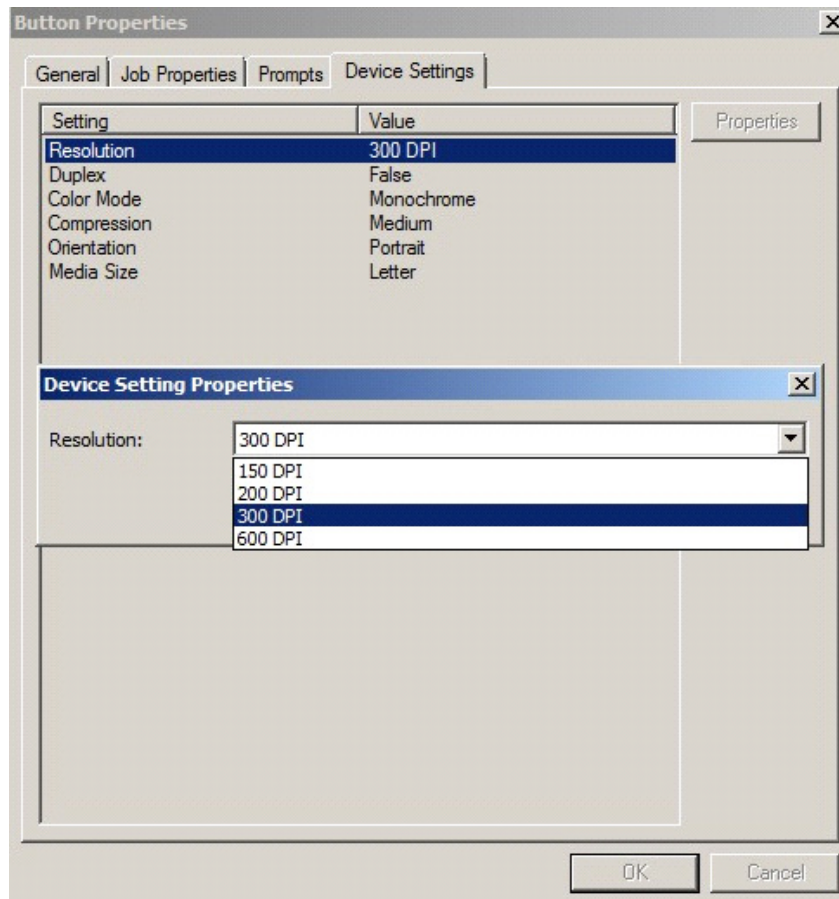 Button Properties
General Job Properties Prompts Device Settings
Setting Value Properties
Resolution 300 DPI
Duplex False
Color Mode Monochrome
Compression Medium
Orientation Portrait
Media Size Letter
Device Setting Properties
Resolution: 300 DPI
150 DPI
200 DPI
300 DPI
600 DPI
OK Cancel